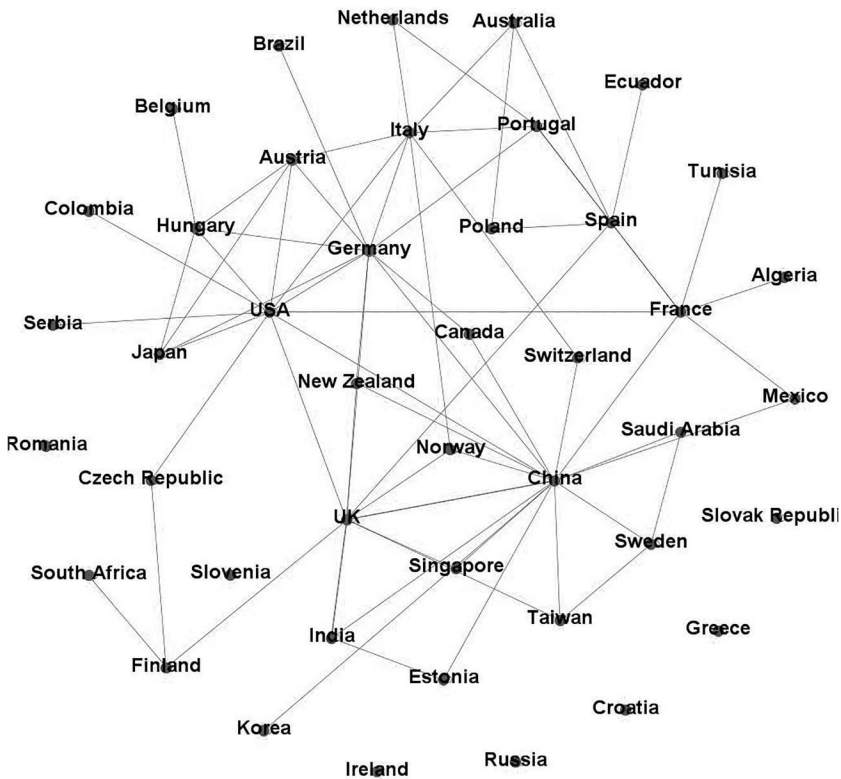 Netherlands
Australia
Brazil
Ecuador
Belgium
Portugal
Italy
Austria
Tunisia
Colombia
Hungary
Poland
Spain
Germany
Algeria
USA
France
Serbia
Canada
Japan
Switzerland
New Zealand
Mexico
Saudi Arabia
Romania
Norway
Czech Republic
China
UK
Slovak Republi
Sweden
Singapore
South Africa
Slovenia
Taiwan
Greece
India
Finland
Estonia
Croatia
Korea
Russia
Ireland